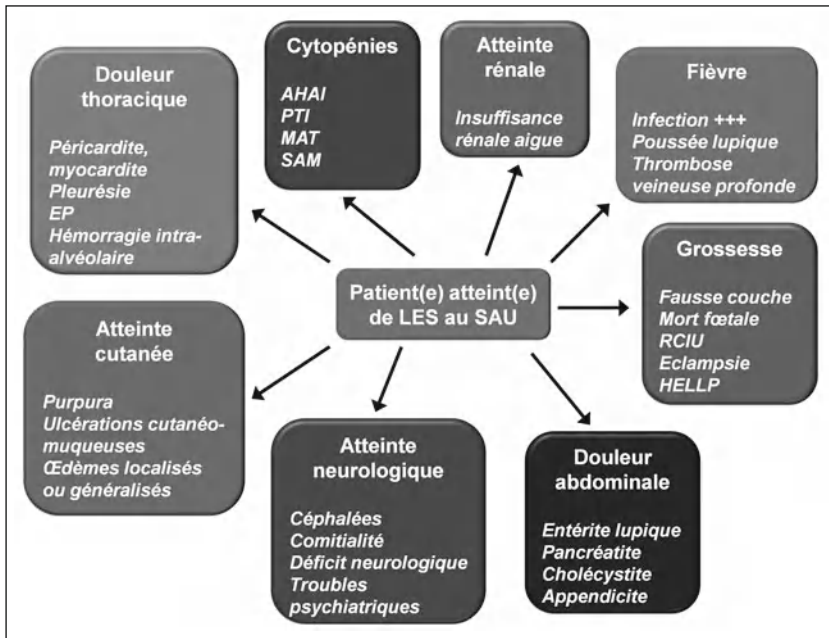 Douleur
thoracique
Péricardite,
myocardite
Pleurésie
EP
Hémorragie intra-
alvéolaire
Cytopénies
AHAI
PTI
MAT
SAM
Atteinte
rénale
Insuffisance
rénale aigue
Fièvre
Infection +++
Poussée lupique
Thrombose
veineuse profonde
Patient(e) atteint(e)
de LES au SAU
Grossesse
Fausse couche
Mort fœtale
RCIU
Eclampsie
HELLP
Atteinte
cutanée
Purpura
Ulcérations cutanéo-
muqueuses
Œdèmes localisés
ou généralisés
Atteinte
neurologique
Céphalées
Comitialité
Déficit neurologique
Troubles
psychiatriques
Douleur
abdominale
Entérite lupique
Pancréatite
Cholécystite
Appendicite